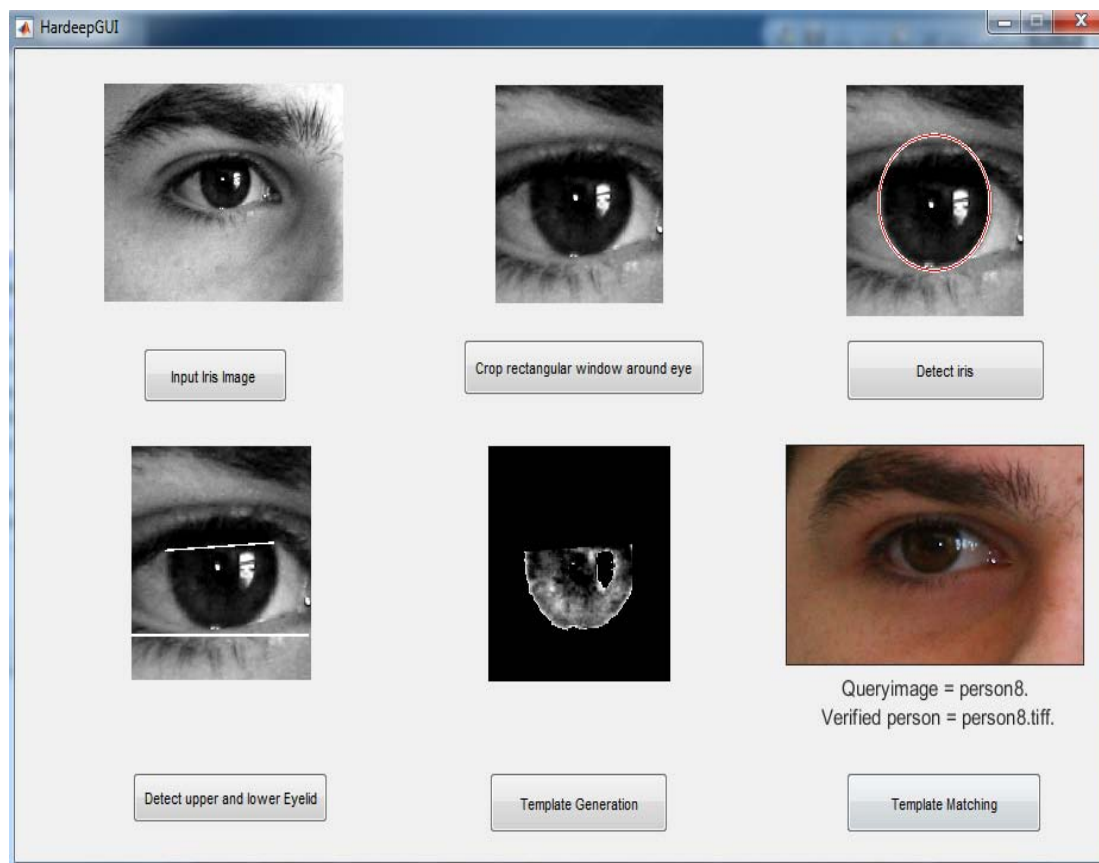 HardeepGUI
Input Iris Image
Crop rectangular window around eye
Detect iris
Queryimage = person8.
Verified person = person8.tiff.
Detect upper and lower Eyelid
Template Generation
Template Matching